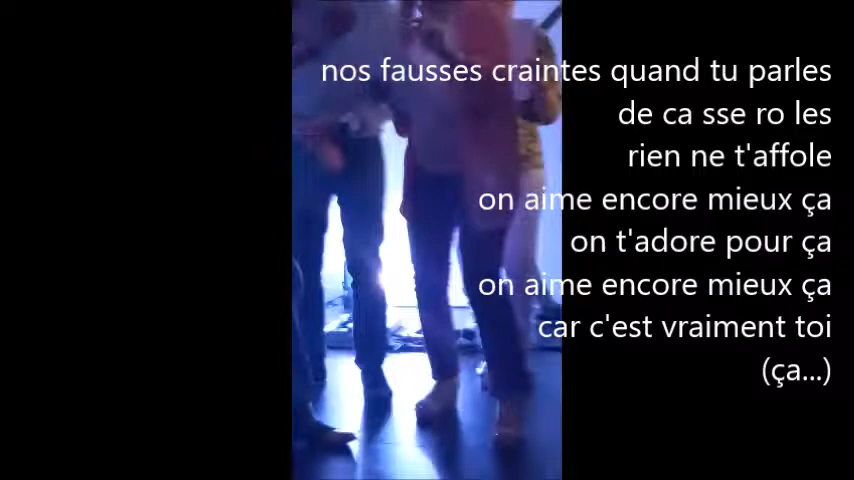 nos fausses craintes quand tu parles
de ca sse ro les
rien ne t'affole
on aime encore mieux ça
on t'adore pour ça
on aime encore mieux ça
car c'est vraiment toi
(ça...)